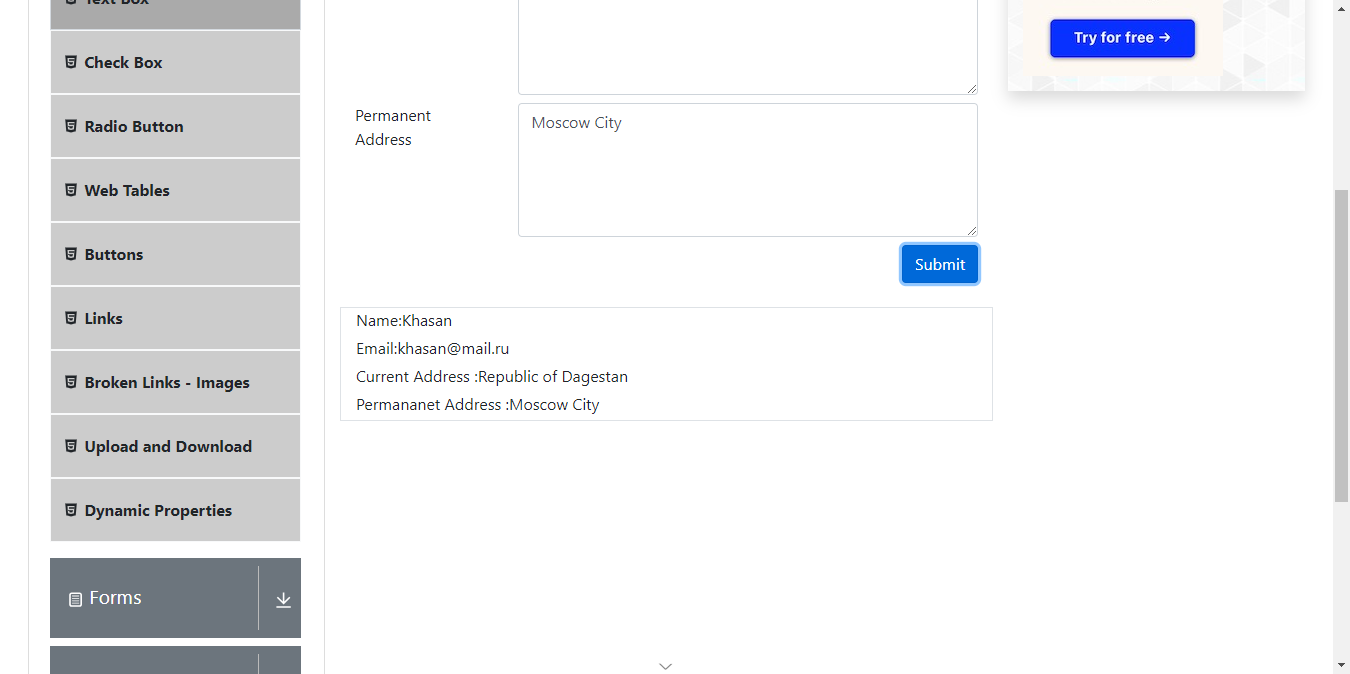 Text Box
Check Box
Radio Button
Web Tables
Buttons
Links
Broken Links - Images
Upload and Download
Dynamic Properties
Forms
Permanent
Address
Moscow City
Submit
Name:Khasan
Email:khasan@mail.ru
Current Address :Republic of Dagestan
Permananet Address :Moscow City
Try for free →